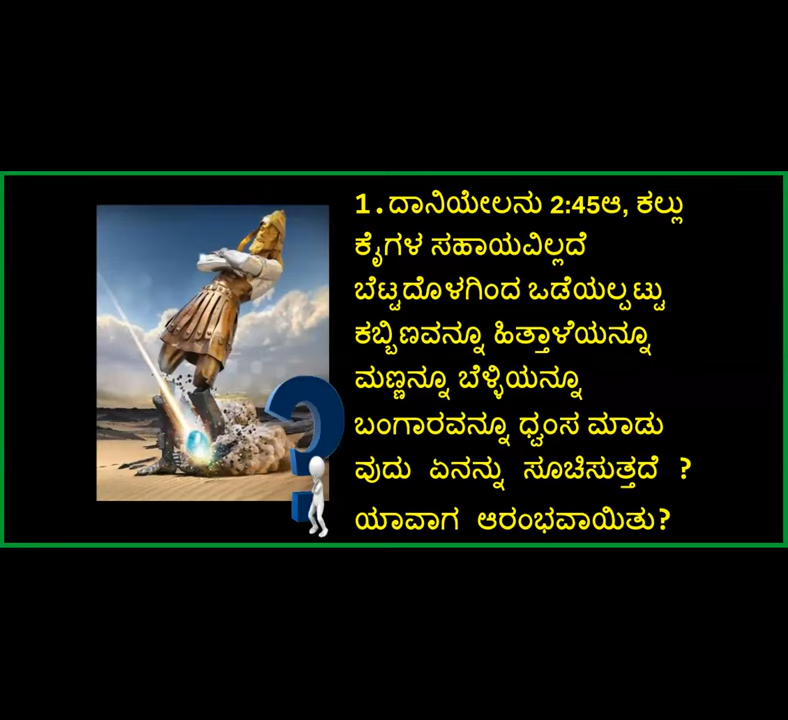 1.ದಾನಿಯೇಲನು 2:45ಆ, ಕಲ್ಲು
ಕೈಗಳ ಸಹಾಯವಿಲ್ಲದೆ
ಬೆಟ್ಟದೊಳಗಿಂದ ಒಡೆಯಲ್ಪಟ್ಟು
ಕಬ್ಬಿಣವನ್ನೂ ಹಿತ್ತಾಳೆಯನ್ನೂ
ಮಣ್ಣನ್ನೂ ಬೆಳ್ಳಿಯನ್ನೂ
ಬಂಗಾರವನ್ನೂ ಧ್ವಂಸ ಮಾಡು
ವುದು ಏನನ್ನು ಸೂಚಿಸುತ್ತದೆ ?
ಯಾವಾಗ ಆರಂಭವಾಯಿತು?